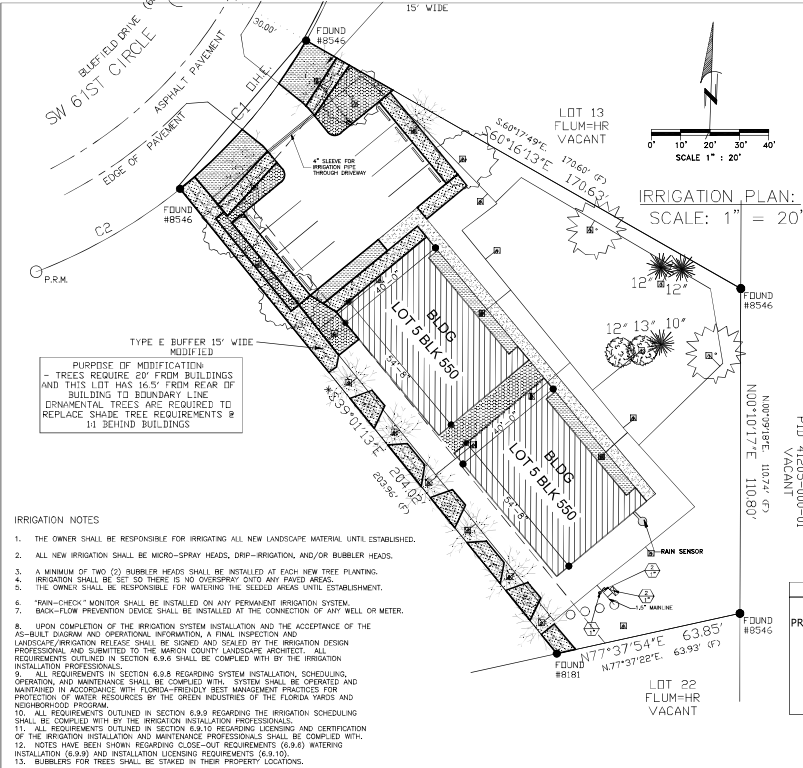 15' WIDE
30.00'
FOUND
#8546
BLUEFIELD DRIVE
SW 61ST CIRCLE
ASPHALT PAVEMENT
EDGE OF PAVEMENT
C1
O.H.E.
C2
P.R.M.
FOUND
#8546
4" SLEEVE FOR
IRRIGATION PIPE
THROUGH DRIVEWAY
S.60°17'49"E. 170.60' (F)
S60°16'13"E 170.63'
LOT 13
FLUM=HR
VACANT
0' 10' 20' 30' 40'
SCALE 1" : 20'
IRRIGATION PLAN:
SCALE: 1" = 20'
12" 12"
12" 13" 10"
FOUND
#8546
BLDG
LOT 5 BLK 550
54'-8"
BLDG
LOT 5 BLK 550
54'-8"
TYPE E BUFFER 15' WIDE
MODIFIED
PURPOSE OF MODIFICATION:
- TREES REQUIRE 20' FROM BUILDINGS
AND THIS LOT HAS 16.5' FROM REAR OF
BUILDING TO BOUNDARY LINE
ORNAMENTAL TREES ARE REQUIRED TO
REPLACE SHADE TREE REQUIREMENTS @
1:1 BEHIND BUILDINGS
*S39°01'13"E 204.02'
203.96' (F)
N.00°09'18"E. 110.74' (F)
N00°10'17"E 110.80'
VACANT
RAIN SENSOR
1.5" MAINLINE
N77°37'54"E 63.85'
N.77°37'22"E. 63.93' (F)
FOUND
#8546
FOUND
#8181
LOT 22
FLUM=HR
VACANT
PR
IRRIGATION NOTES
1. THE OWNER SHALL BE RESPONSIBLE FOR IRRIGATING ALL NEW LANDSCAPE MATERIAL UNTIL ESTABLISHED.
2. ALL NEW IRRIGATION SHALL BE MICRO-SPRAY HEADS, DRIP-IRRIGATION, AND/OR BUBBLER HEADS.
3. A MINIMUM OF TWO (2) BUBBLER HEADS SHALL BE INSTALLED AT EACH NEW TREE PLANTING.
4. IRRIGATION SHALL BE SET SO THERE IS NO OVERSPRAY ONTO ANY PAVED AREAS.
5. THE OWNER SHALL BE RESPONSIBLE FOR WATERING THE SEEDED AREAS UNTIL ESTABLISHMENT.
6. "RAIN-CHECK" MONITOR SHALL BE INSTALLED ON ANY PERMANENT IRRIGATION SYSTEM.
7. BACK-FLOW PREVENTION DEVICE SHALL BE INSTALLED AT THE CONNECTION OF ANY WELL OR METER.
8. UPON COMPLETION OF THE IRRIGATION SYSTEM INSTALLATION AND THE ACCEPTANCE OF THE
AS-BUILT DIAGRAM AND OPERATIONAL INFORMATION, A FINAL INSPECTION AND
LANDSCAPE/IRRIGATION RELEASE SHALL BE SIGNED AND SEALED BY THE IRRIGATION DESIGN
PROFESSIONAL AND SUBMITTED TO THE MARION COUNTY LANDSCAPE ARCHITECT. ALL
REQUIREMENTS OUTLINED IN SECTION 6.9.6 SHALL BE COMPLIED WITH BY THE IRRIGATION
INSTALLATION PROFESSIONALS.
9. ALL REQUIREMENTS IN SECTION 6.9.8 REGARDING SYSTEM INSTALLATION, SCHEDULING,
OPERATION, AND MAINTENANCE SHALL BE COMPLIED WITH. SYSTEM SHALL BE OPERATED AND
MAINTAINED IN ACCORDANCE WITH FLORIDA-FRIENDLY BEST MANAGEMENT PRACTICES FOR
PROTECTION OF WATER RESOURCES BY THE GREEN INDUSTRIES OF THE FLORIDA YARDS AND
NEIGHBORHOOD PROGRAM.
10. ALL REQUIREMENTS OUTLINED IN SECTION 6.9.9 REGARDING THE IRRIGATION SCHEDULING
SHALL BE COMPLIED WITH BY THE IRRIGATION INSTALLATION PROFESSIONALS.
11. ALL REQUIREMENTS OF SECTION 6.9.10 REGARDING LICENSING AND CERTIFICATION
OF THE IRRIGATION INSTALLATION AND MAINTENANCE PROFESSIONALS SHALL BE COMPLIED WITH.
12. NOTES HAVE BEEN SHOWN REGARDING CLOSE-OUT REQUIREMENTS (6.9.6) WATERING
INSTALLATION (6.9.9) AND INSTALLATION LICENSING REQUIREMENTS (6.9.10).
13. BUBBLERS FOR TREES SHALL BE STAKED IN THEIR PROPERTY LOCATIONS.